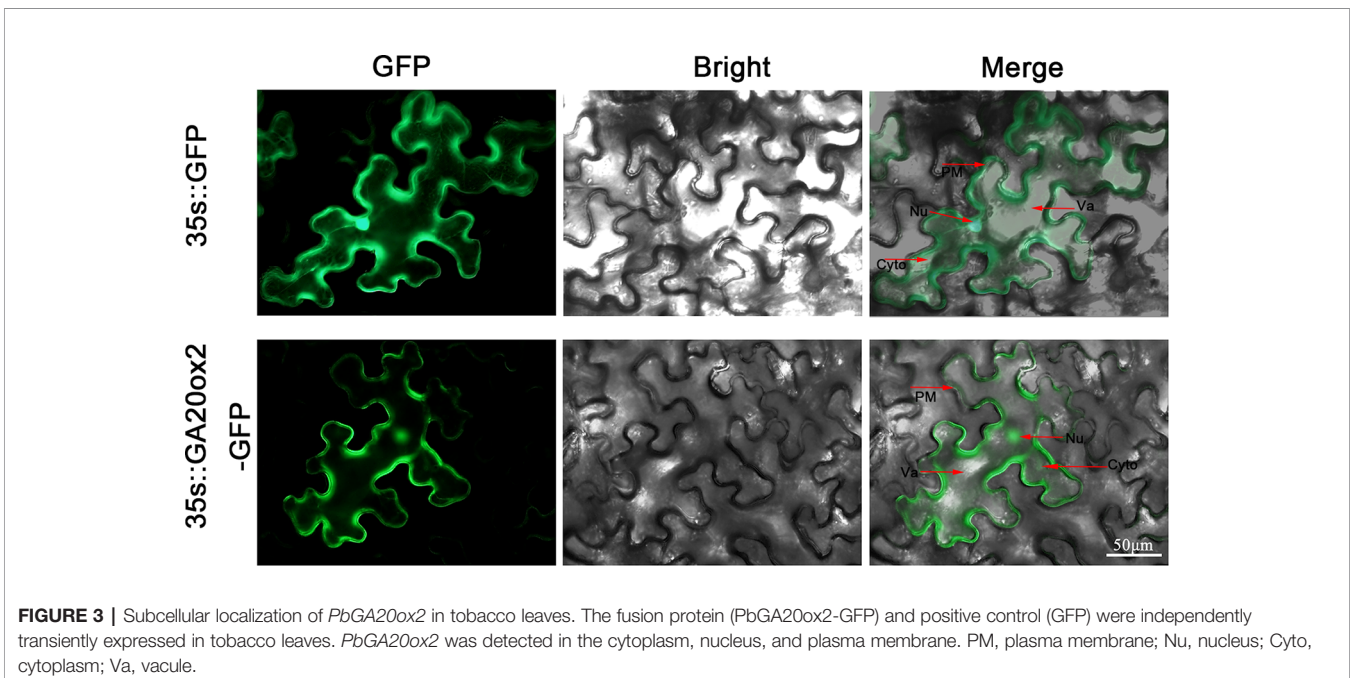 GFP Bright Merge
35s::GFP
PM
Nu
Va
Cyto
35s::GA20ox2
-GFP
PM
Nu
Va
Cyto
50μm
FIGURE 3 | Subcellular localization of PbGA20ox2 in tobacco leaves. The fusion protein (PbGA20ox2-GFP) and positive control (GFP) were independently
transiently expressed in tobacco leaves. PbGA20ox2 was detected in the cytoplasm, nucleus, and plasma membrane. PM, plasma membrane; Nu, nucleus; Cyto,
cytoplasm; Va, vacule.